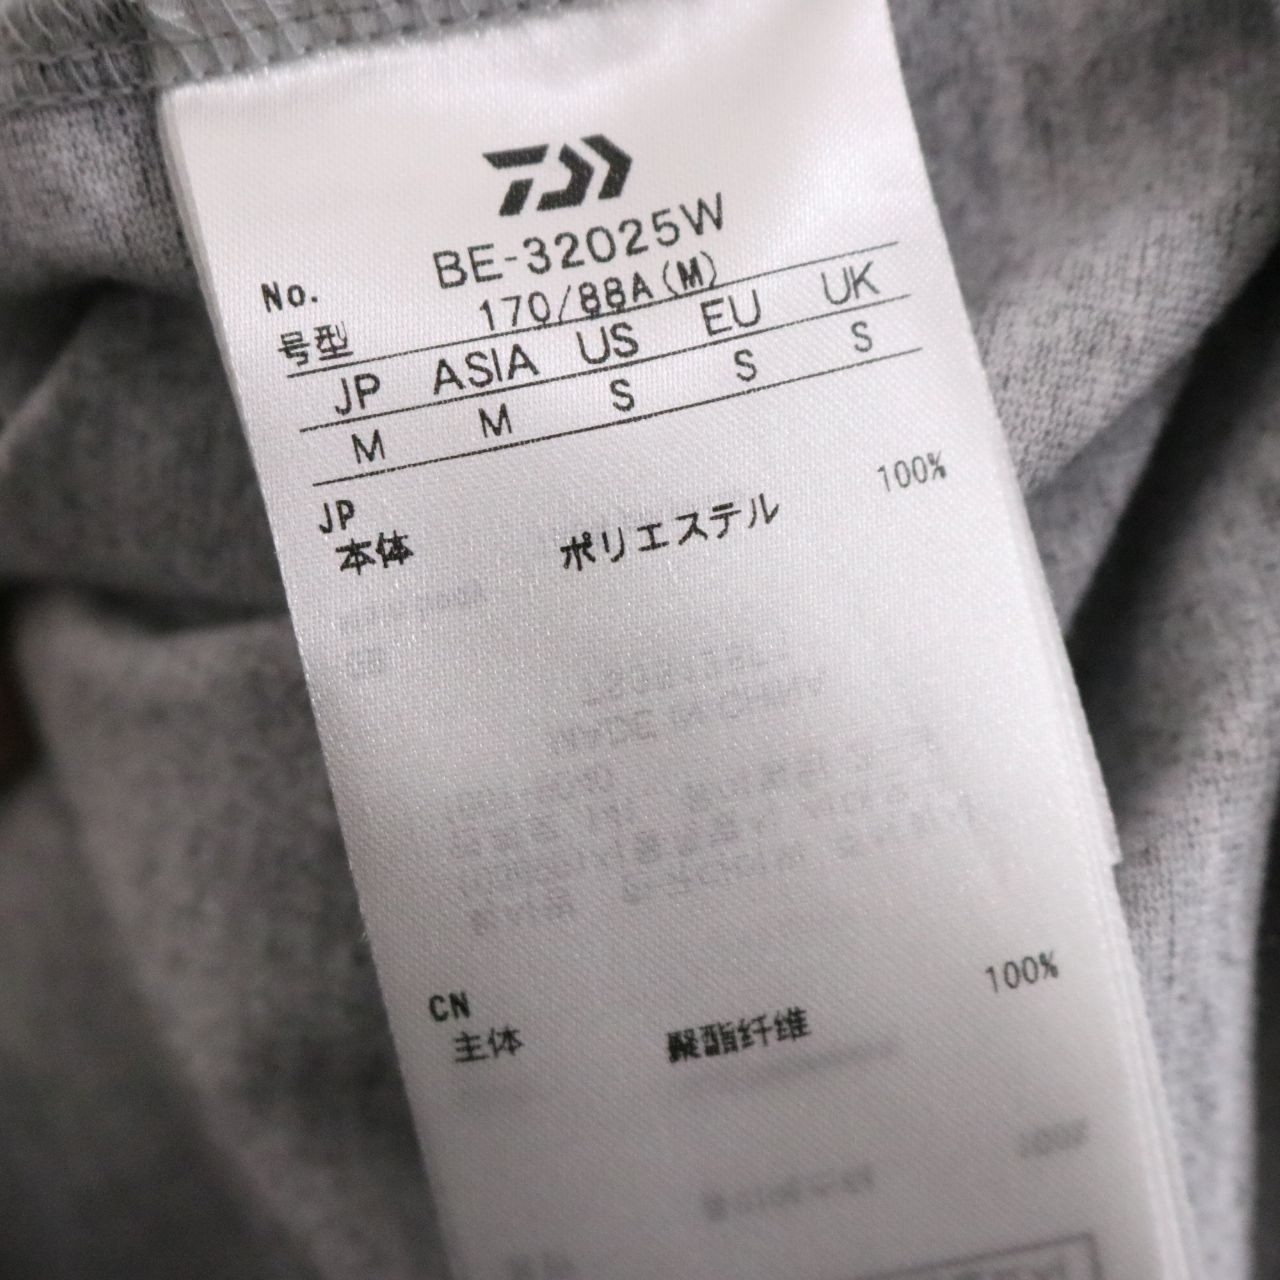 No. BE-32025W
号型 170/88A(M)
JP ASIA US EU UK
M M S S S
JP
本体 ポリエステル 100%
CN
主体 聚酯纤维 100%